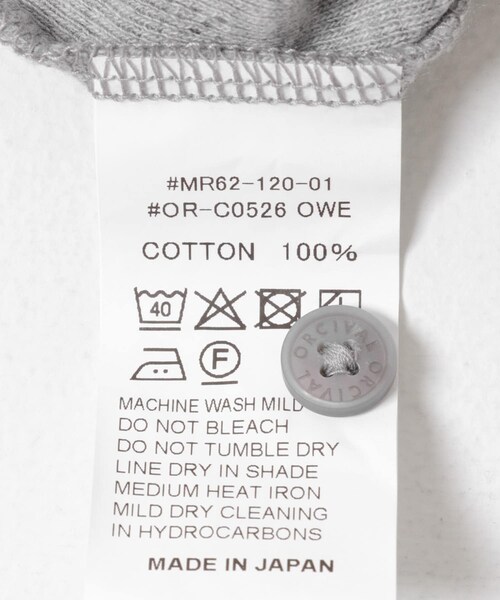 #MR62-120-01
#OR-C0526 OWE
COTTON 100%
40
F
ORCIVAL ORCIVAL
MACHINE WASH MILD
DO NOT BLEACH
DO NOT TUMBLE DRY
LINE DRY IN SHADE
MEDIUM HEAT IRON
MILD DRY CLEANING
IN HYDROCARBONS
MADE IN JAPAN